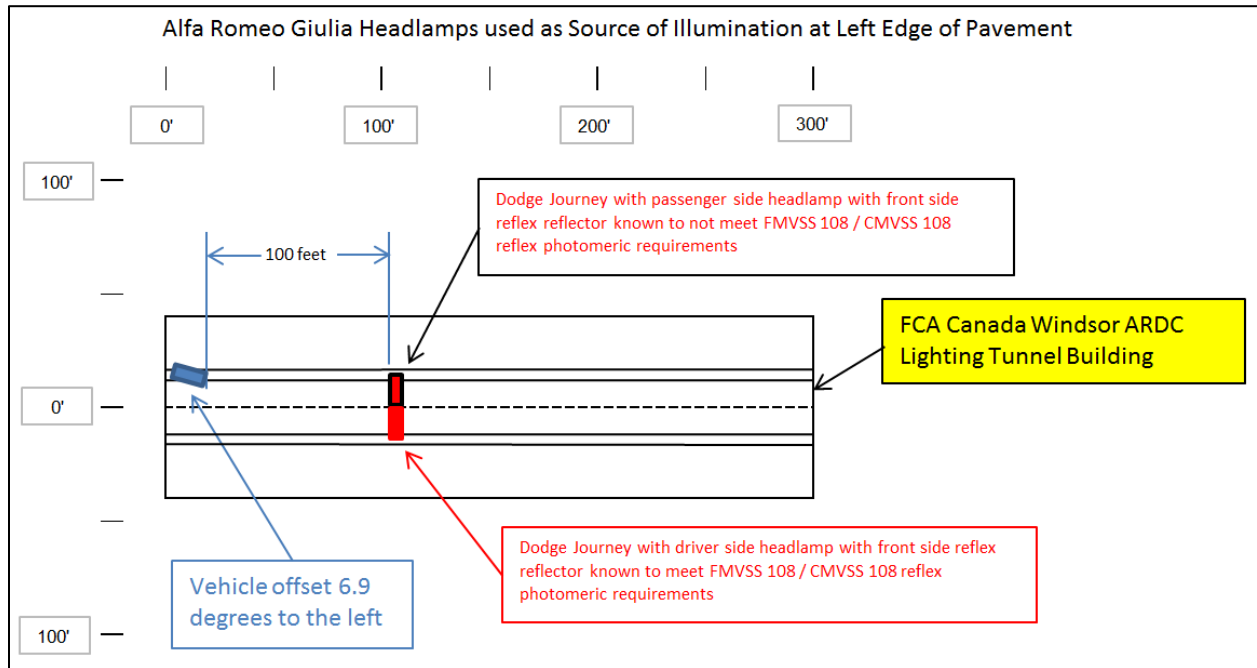 Alfa Romeo Giulia Headlamps used as Source of Illumination at Left Edge of Pavement
0'
100'
200'
300'
100'
Dodge Journey with passenger side headlamp with front side
reflex reflector known to not meet FMVSS 108 / CMVSS 108
reflex photomeric requirements
100 feet
FCA Canada Windsor ARDC
Lighting Tunnel Building
0'
Dodge Journey with driver side headlamp with front side reflex
reflector known to meet FMVSS 108 / CMVSS 108 reflex
photomeric requirements
Vehicle offset 6.9
degrees to the left
100'